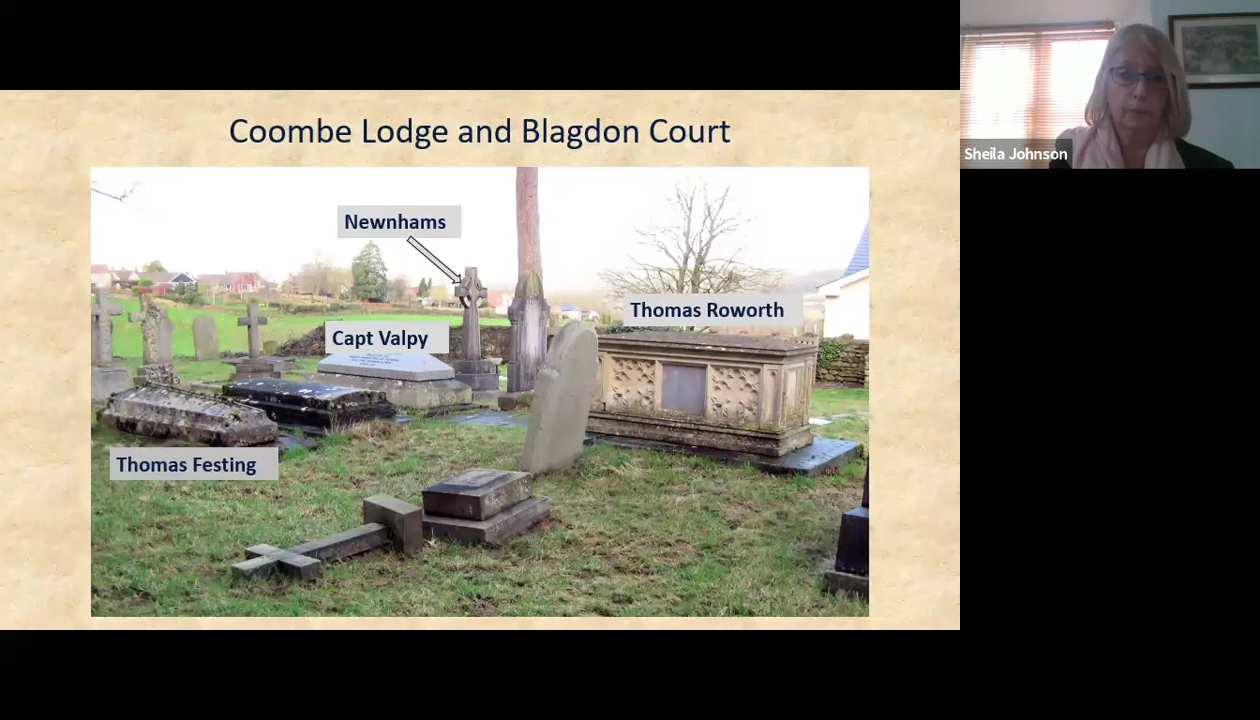 Coombe Lodge and Blagdon Court
Newnhams
Thomas Roworth
Capt Valpy
Thomas Festing
Sheila Johnson